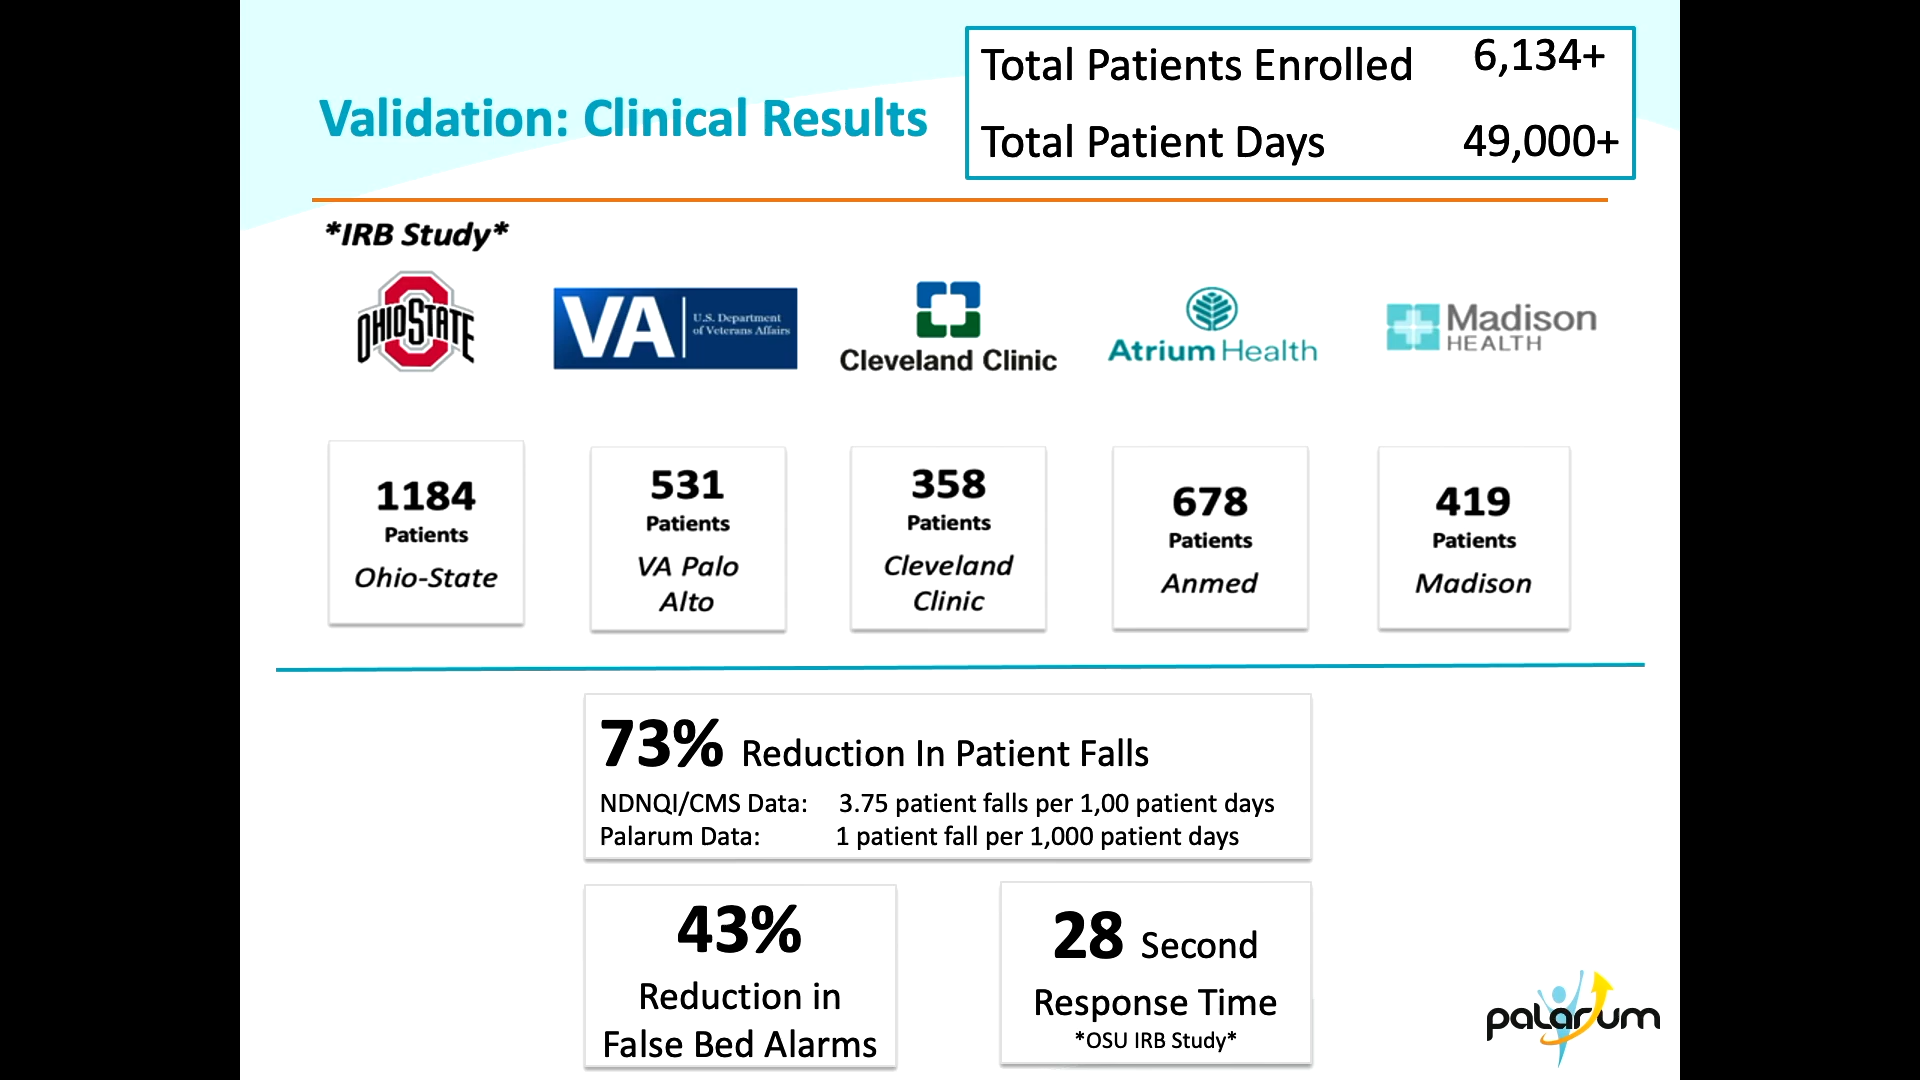 Total Patients Enrolled 6,134+
Validation: Clinical Results
Total Patient Days 49,000+
*IRB Study*
OHIO STATE
VA U.S. Department
of Veterans Affairs
Cleveland Clinic
Atrium Health
Madison
HEALTH
1184
Patients
Ohio-State
531
Patients
VA Palo
Alto
358
Patients
Cleveland
Clinic
678
Patients
Anmed
419
Patients
Madison
73% Reduction In Patient Falls
NDNQI/CMS Data: 3.75 patient falls per 1,00 patient days
Palarum Data: 1 patient fall per 1,000 patient days
43%
Reduction in
False Bed Alarms
28 Second
Response Time
*OSU IRB Study*
palarum